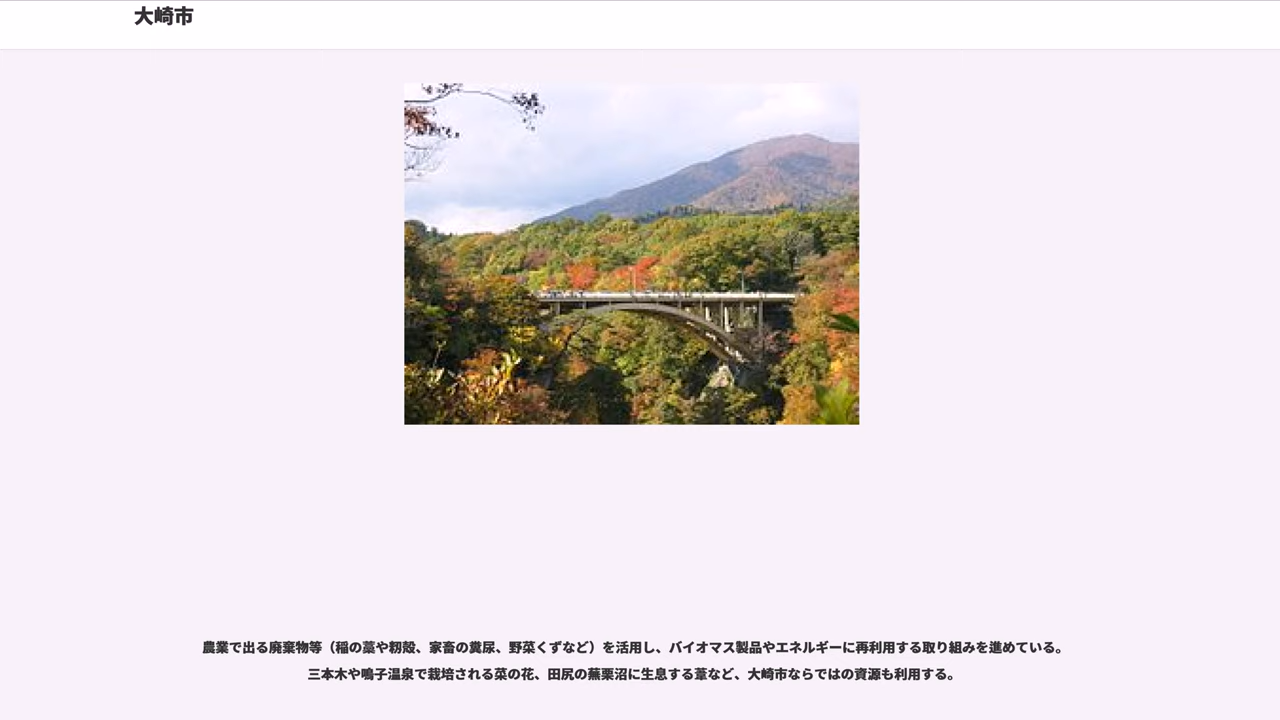 大崎市
農業で出る廃棄物等（稲の藁や籾殻、家畜の糞尿、野菜くずなど）を活用し、バイオマス製品やエネルギーに再利用する取り組みを進めている。
三本木や鳴子温泉で栽培される菜の花、田尻の蕪栗沼に生息する葦など、大崎市ならではの資源も利用する。